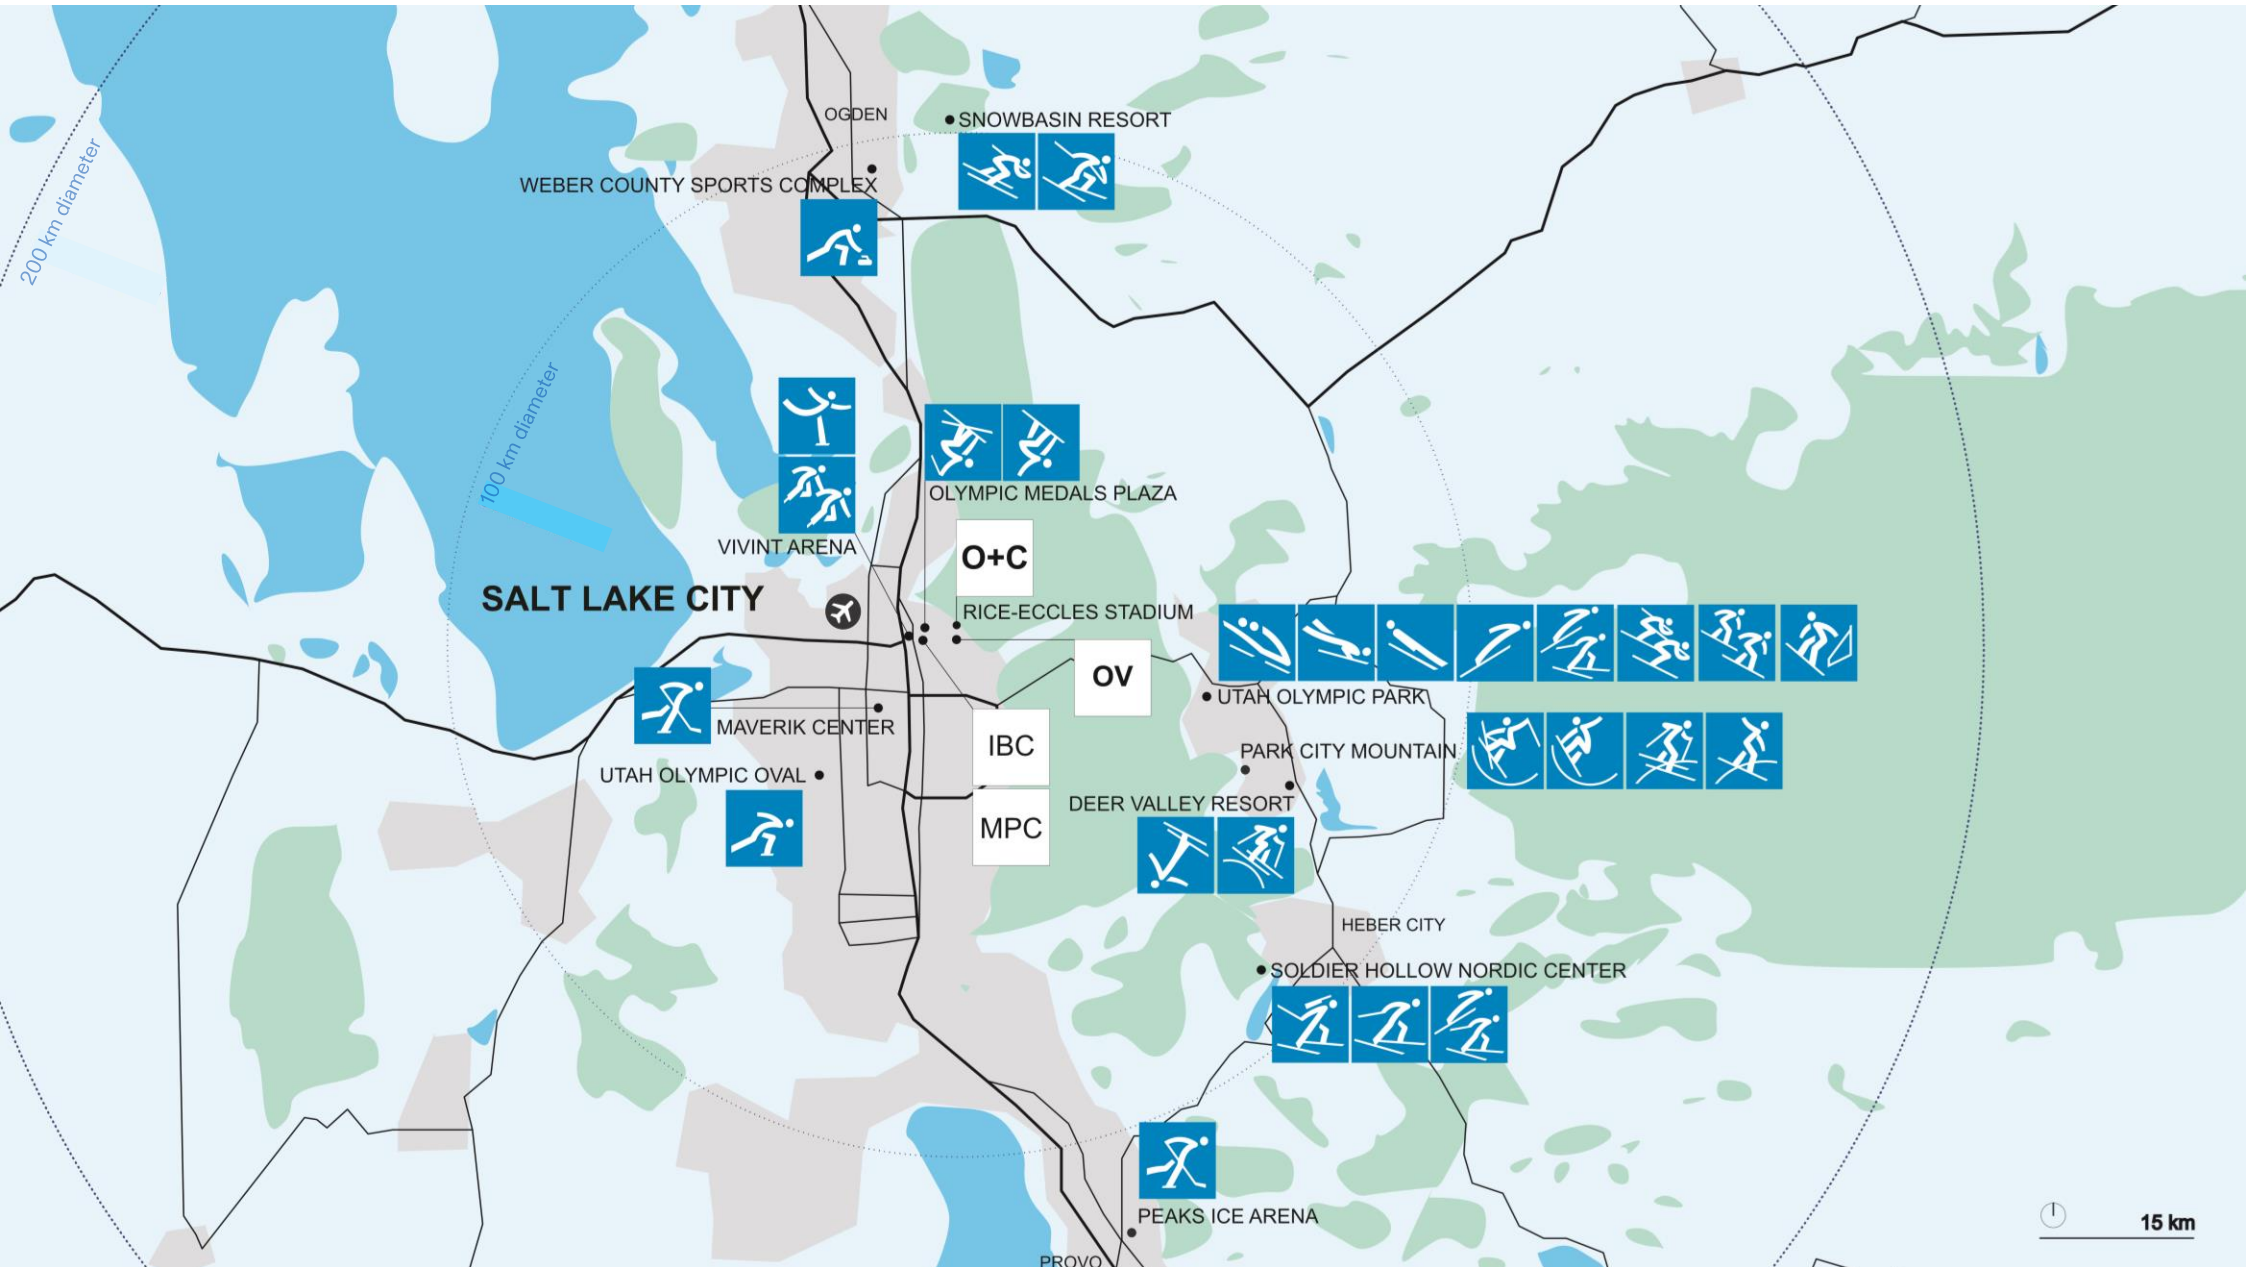 OGDEN
SNOWBASIN RESORT
200 km diameter
WEBER COUNTY SPORTS COMPLEX
100 km diameter
OLYMPIC MEDALS PLAZA
VIVINT ARENA
O+C
SALT LAKE CITY
RICE-ECCLES STADIUM
OV
UTAH OLYMPIC PARK
MAVERIK CENTER
IBC
PARK CITY MOUNTAIN
UTAH OLYMPIC OVAL
DEER VALLEY RESORT
MPC
HEBER CITY
SOLDIER HOLLOW NORDIC CENTER
PEAKS ICE ARENA
15 km
PROVO